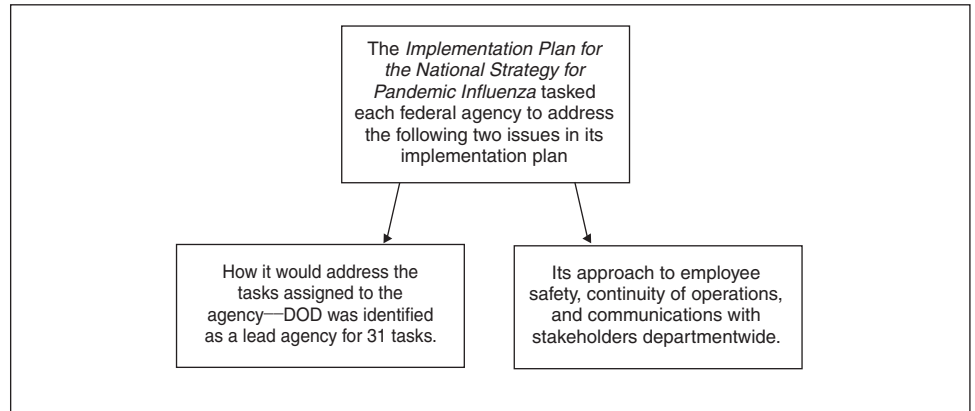 The Implementation Plan for
the National Strategy for
Pandemic Influenza tasked
each federal agency to address
the following two issues in its
implementation plan
How it would address the
tasks assigned to the
agency—DOD was identified
as a lead agency for 31 tasks.
Its approach to employee
safety, continuity of operations,
and communications with
stakeholders departmentwide.